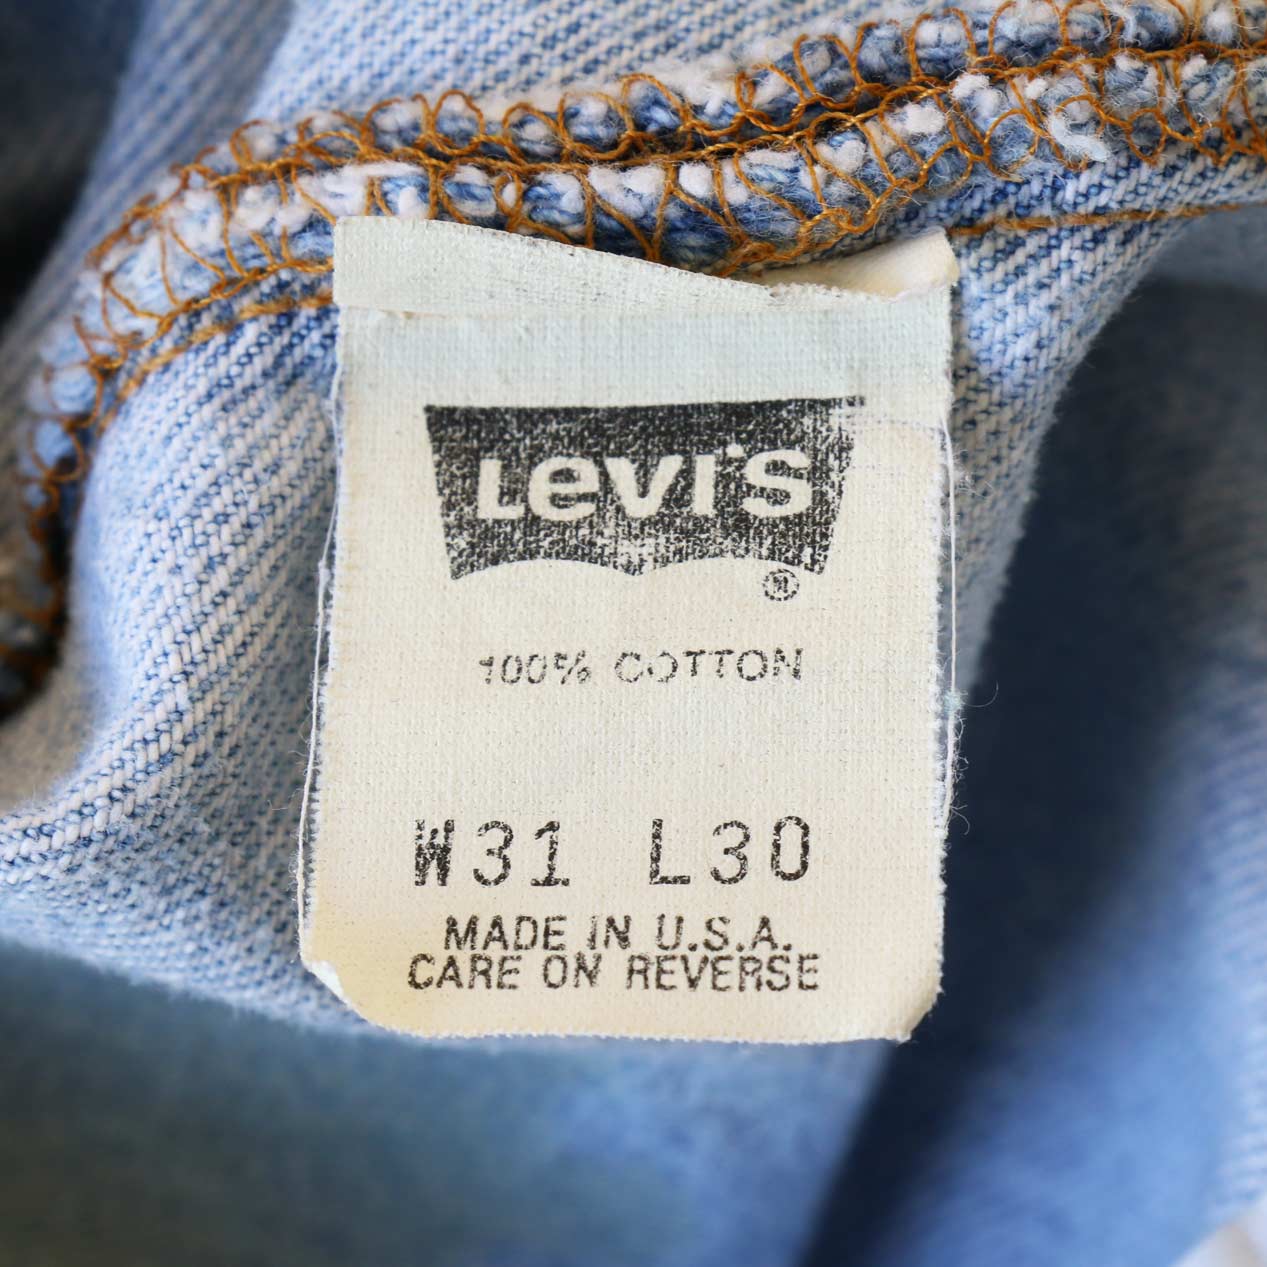 Levi's
®
100% COTTON
W31 L30
MADE IN U.S.A.
CARE ON REVERSE